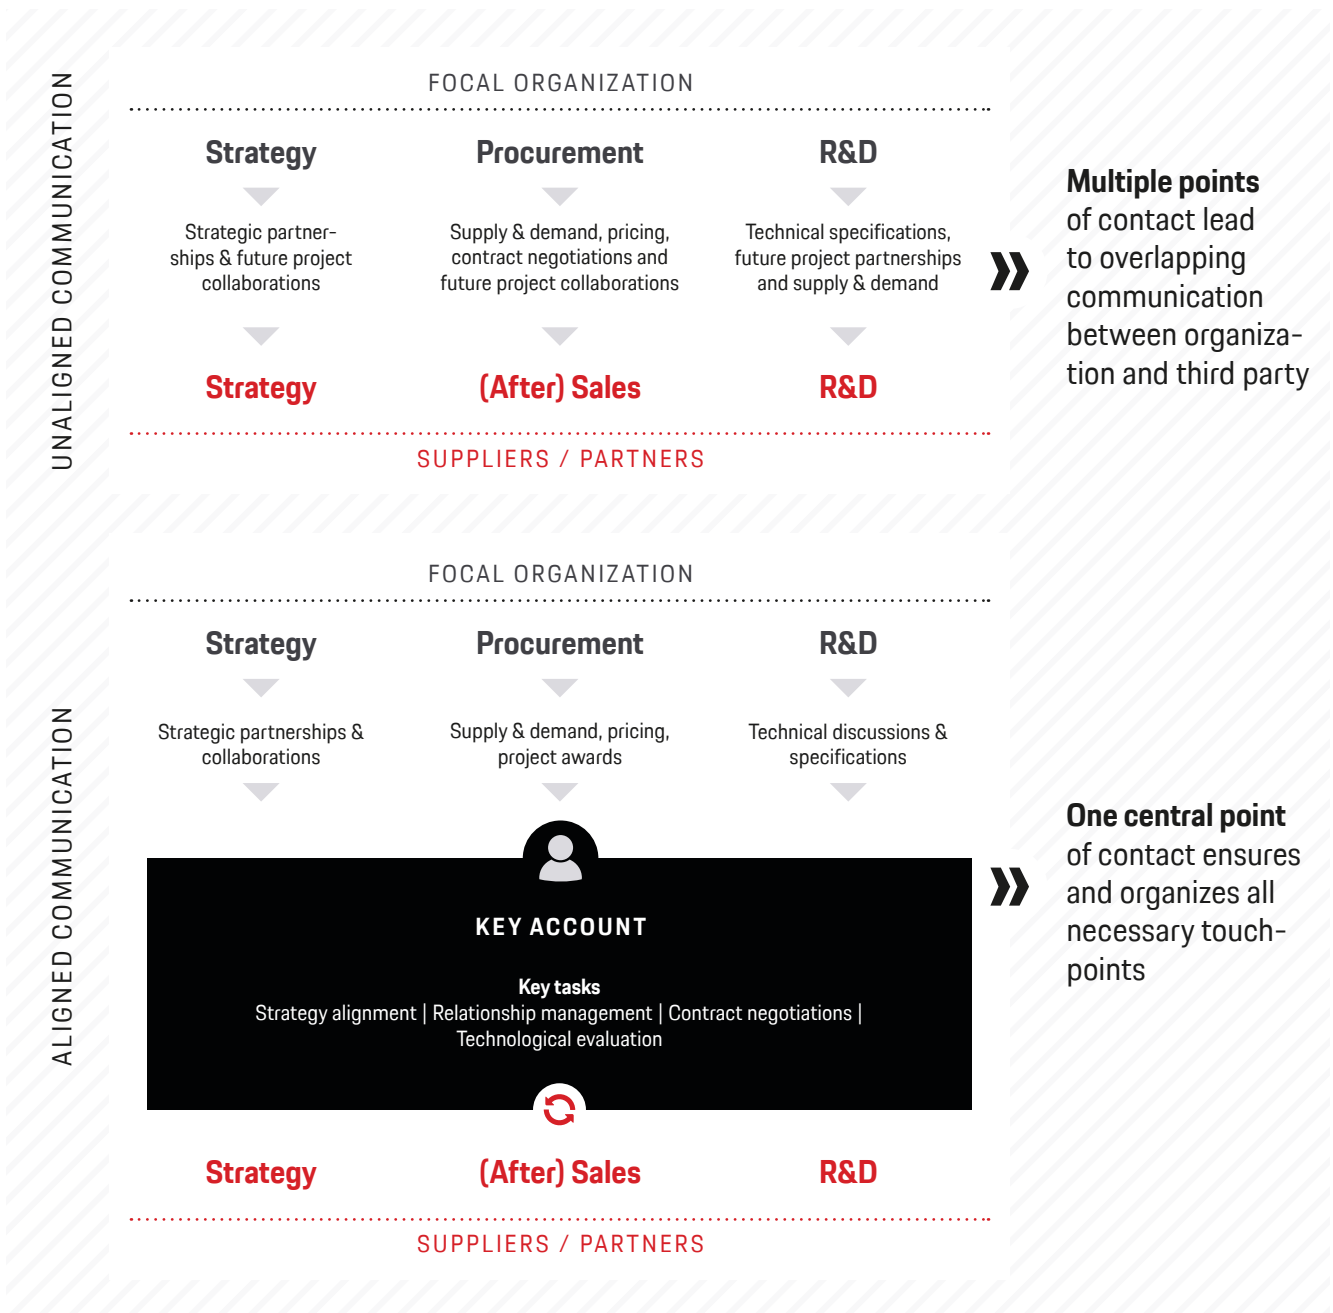 UNALIGNED COMMUNICATION
FOCAL ORGANIZATION
Strategy
Procurement
R&D
Strategic partner-
ships & future project
collaborations
Supply & demand, pricing,
contract negotiations and
future project collaborations
Technical specifications,
future project partnerships
and supply & demand
Strategy
(After) Sales
R&D
SUPPLIERS / PARTNERS
Multiple points
of contact lead
to overlapping
communication
between organiza-
tion and third party
ALIGNED COMMUNICATION
FOCAL ORGANIZATION
Strategy
Procurement
R&D
Strategic partnerships &
collaborations
Supply & demand, pricing,
project awards
Technical discussions &
specifications
KEY ACCOUNT
Key tasks
Strategy alignment | Relationship management | Contract negotiations |
Technological evaluation
Strategy
(After) Sales
R&D
SUPPLIERS / PARTNERS
One central point
of contact ensures
and organizes all
necessary touch-
points